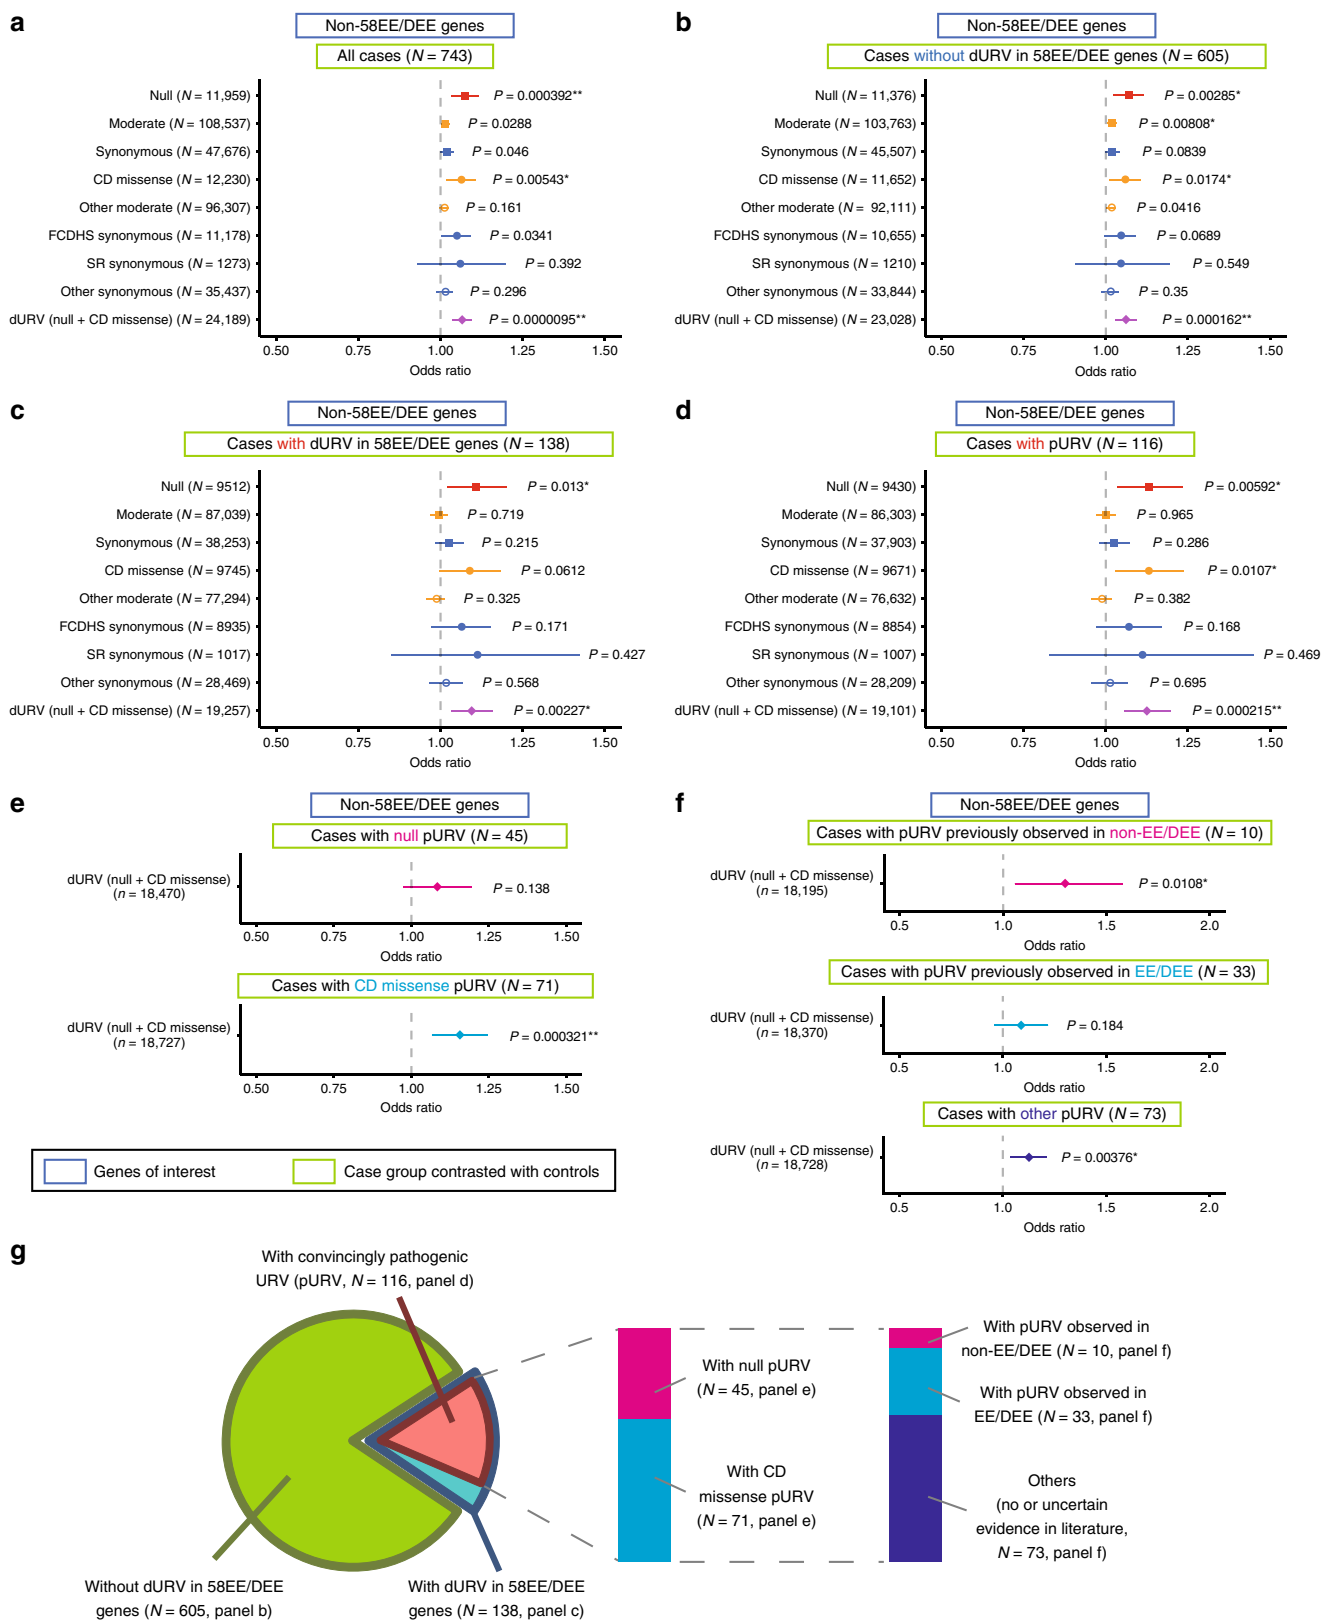 a
Non-58EE/DEE genes
All cases (N = 743)
Null (N = 11,959)
P = 0.000392**
Moderate (N = 108,537)
P = 0.0288
Synonymous (N = 47,676)
P = 0.046
CD missense (N = 12,230)
P = 0.00543*
Other moderate (N = 96,307)
P = 0.161
FCDHS synonymous (N = 11,178)
P = 0.0341
SR synonymous (N = 1273)
P = 0.392
Other synonymous (N = 35,437)
P = 0.296
dURV (null + CD missense) (N = 24,189)
P = 0.0000095**
0.50 0.75 1.00 1.25 1.50
Odds ratio
b
Non-58EE/DEE genes
Cases without dURV in 58EE/DEE genes (N = 605)
Null (N = 11,376)
P = 0.00285*
Moderate (N = 103,763)
P = 0.00808*
Synonymous (N = 45,507)
P = 0.0839
CD missense (N = 11,652)
P = 0.0174*
Other moderate (N = 92,111)
P = 0.0416
FCDHS synonymous (N = 10,655)
P = 0.0689
SR synonymous (N = 1210)
P = 0.549
Other synonymous (N = 33,844)
P = 0.35
dURV (null + CD missense) (N = 23,028)
P = 0.000162**
0.50 0.75 1.00 1.25 1.50
Odds ratio
c
Non-58EE/DEE genes
Cases with dURV in 58EE/DEE genes (N = 138)
Null (N = 9512)
P = 0.013*
Moderate (N = 87,039)
P = 0.719
Synonymous (N = 38,253)
P = 0.215
CD missense (N = 9745)
P = 0.0612
Other moderate (N = 77,294)
P = 0.325
FCDHS synonymous (N = 8935)
P = 0.171
SR synonymous (N = 1017)
P = 0.427
Other synonymous (N = 28,469)
P = 0.568
dURV (null + CD missense) (N = 19,257)
P = 0.00227*
0.50 0.75 1.00 1.25 1.50
Odds ratio
d
Non-58EE/DEE genes
Cases with pURV (N = 116)
Null (N = 9430)
P = 0.00592*
Moderate (N = 86,303)
P = 0.965
Synonymous (N = 37,903)
P = 0.286
CD missense (N = 9671)
P = 0.0107*
Other moderate (N = 76,632)
P = 0.382
FCDHS synonymous (N = 8854)
P = 0.168
SR synonymous (N = 1007)
P = 0.469
Other synonymous (N = 28,209)
P = 0.695
dURV (null + CD missense) (N = 19,101)
P = 0.000215**
0.50 0.75 1.00 1.25 1.50
Odds ratio
e
Non-58EE/DEE genes
Cases with null pURV (N = 45)
dURV (null + CD missense)
(n = 18,470)
P = 0.138
0.50 0.75 1.00 1.25 1.50
Odds ratio
Cases with CD missense pURV (N = 71)
dURV (null + CD missense)
(n = 18,727)
P = 0.000321**
0.50 0.75 1.00 1.25 1.50
Odds ratio
Genes of interest
Case group contrasted with controls
f
Non-58EE/DEE genes
Cases with pURV previously observed in non-EE/DEE (N = 10)
dURV (null + CD missense)
(n = 18,195)
P = 0.0108*
0.5 1.0 1.5 2.0
Odds ratio
Cases with pURV previously observed in EE/DEE (N = 33)
dURV (null + CD missense)
(n = 18,370)
P = 0.184
0.5 1.0 1.5 2.0
Odds ratio
Cases with other pURV (N = 73)
dURV (null + CD missense)
(n = 18,728)
P = 0.00376*
0.5 1.0 1.5 2.0
Odds ratio
g
With convincingly pathogenic
URV (pURV, N = 116, panel d)
Without dURV in 58EE/DEE
genes (N = 605, panel b)
With dURV in 58EE/DEE
genes (N = 138, panel c)
With null pURV
(N = 45, panel e)
With CD
missense pURV
(N = 71, panel e)
With pURV observed in
non-EE/DEE (N = 10, panel f)
With pURV observed in
EE/DEE (N = 33, panel f)
Others
(no or uncertain
evidence in literature,
N = 73, panel f)